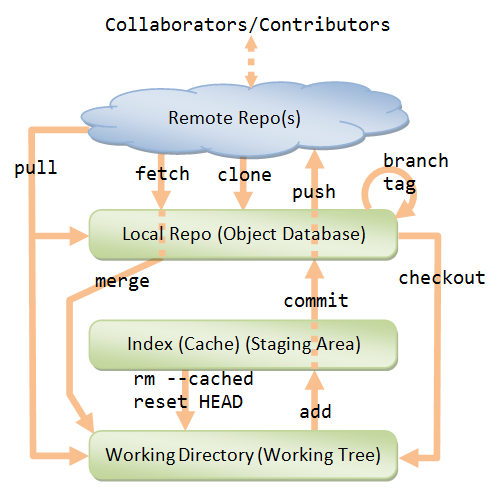 Collaborators/Contributors
Remote Repo(s)
pull
fetch
clone
push
branch
tag
Local Repo (Object Database)
merge
commit
checkout
Index (Cache) (Staging Area)
rm --cached
reset HEAD
add
Working Directory (Working Tree)